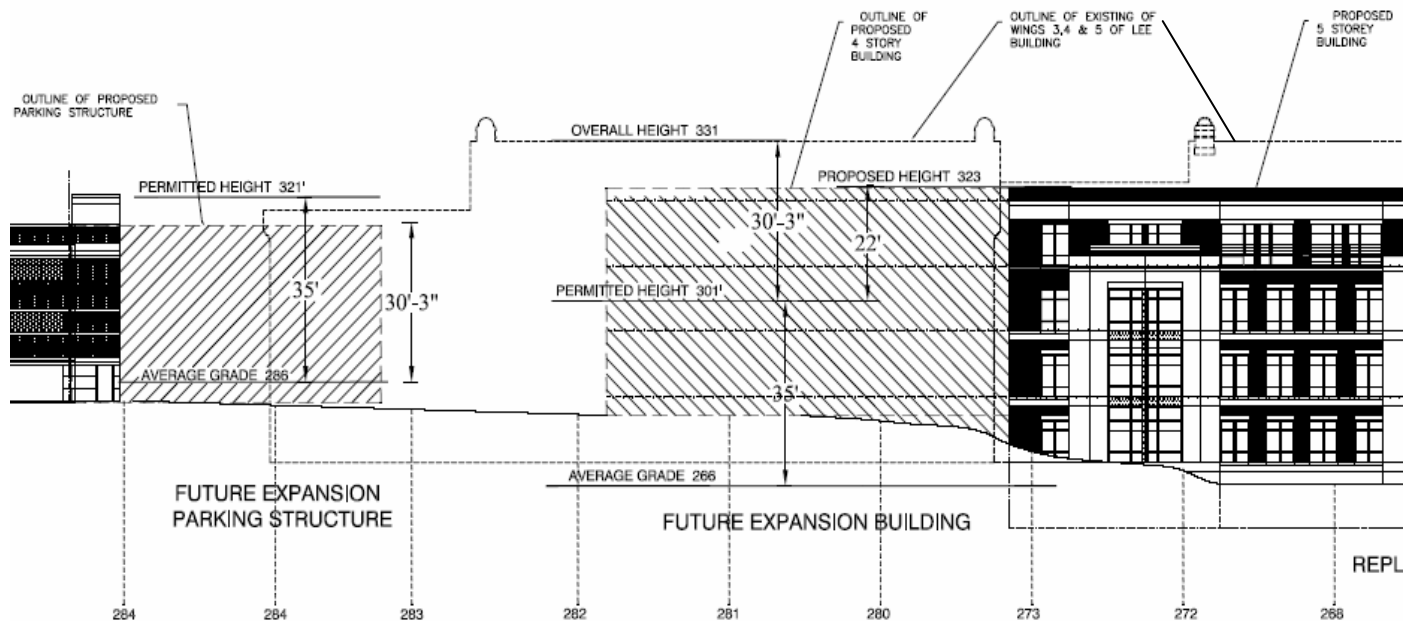 OUTLINE OF
PROPOSED
4 STORY
BUILDING
OUTLINE OF EXISTING OF
WINGS 3,4 & 5 OF LEE
BUILDING
PROPOSED
5 STOREY
BUILDING
OUTLINE OF PROPOSED
PARKING STRUCTURE
OVERALL HEIGHT 331
PERMITTED HEIGHT 321'
PROPOSED HEIGHT 323
30'-3"
22'
35'
30'-3"
PERMITTED HEIGHT 301'
AVERAGE GRADE 286
35'
AVERAGE GRADE 266
FUTURE EXPANSION
PARKING STRUCTURE
FUTURE EXPANSION BUILDING
REPL
284
284
283
282
281
280
273
272
268